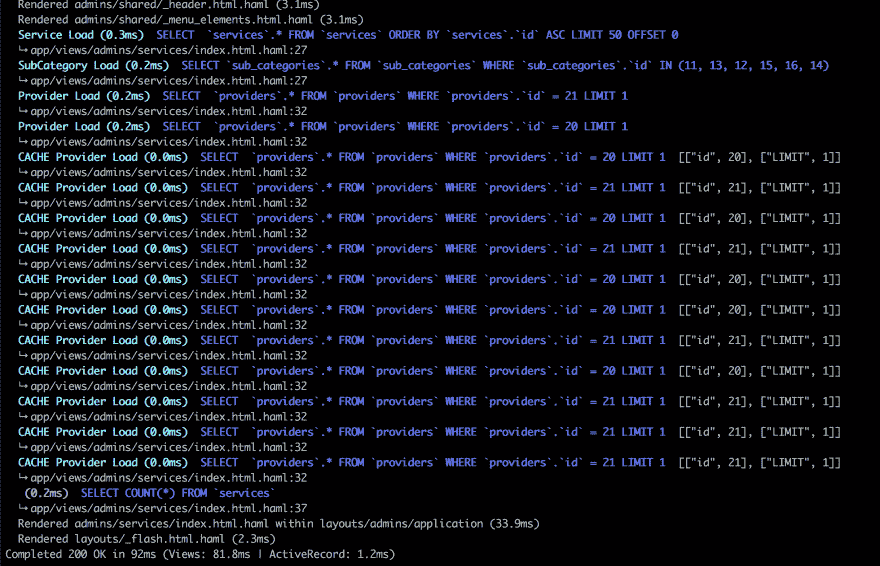 Rendered admins/shared/_header.html.haml (3.1ms)
Rendered admins/shared/_menu_elements.html.haml (3.1ms)
Service Load (0.3ms)  SELECT  `services`.* FROM `services` ORDER BY `services`.`id` ASC LIMIT 50 OFFSET 0
↳ app/views/admins/services/index.html.haml:27
SubCategory Load (0.2ms)  SELECT `sub_categories`.* FROM `sub_categories` WHERE `sub_categories`.`id` IN (11, 13, 12, 15, 16, 14)
↳ app/views/admins/services/index.html.haml:27
Provider Load (0.2ms)  SELECT  `providers`.* FROM `providers` WHERE `providers`.`id` = 21 LIMIT 1
↳ app/views/admins/services/index.html.haml:32
Provider Load (0.2ms)  SELECT  `providers`.* FROM `providers` WHERE `providers`.`id` = 20 LIMIT 1
↳ app/views/admins/services/index.html.haml:32
CACHE Provider Load (0.0ms)  SELECT  `providers`.* FROM `providers` WHERE `providers`.`id` = 20 LIMIT 1  [["id", 20], ["LIMIT", 1]]
↳ app/views/admins/services/index.html.haml:32
CACHE Provider Load (0.0ms)  SELECT  `providers`.* FROM `providers` WHERE `providers`.`id` = 21 LIMIT 1  [["id", 21], ["LIMIT", 1]]
↳ app/views/admins/services/index.html.haml:32
CACHE Provider Load (0.0ms)  SELECT  `providers`.* FROM `providers` WHERE `providers`.`id` = 20 LIMIT 1  [["id", 20], ["LIMIT", 1]]
↳ app/views/admins/services/index.html.haml:32
CACHE Provider Load (0.0ms)  SELECT  `providers`.* FROM `providers` WHERE `providers`.`id` = 21 LIMIT 1  [["id", 21], ["LIMIT", 1]]
↳ app/views/admins/services/index.html.haml:32
CACHE Provider Load (0.0ms)  SELECT  `providers`.* FROM `providers` WHERE `providers`.`id` = 20 LIMIT 1  [["id", 20], ["LIMIT", 1]]
↳ app/views/admins/services/index.html.haml:32
CACHE Provider Load (0.0ms)  SELECT  `providers`.* FROM `providers` WHERE `providers`.`id` = 20 LIMIT 1  [["id", 20], ["LIMIT", 1]]
↳ app/views/admins/services/index.html.haml:32
CACHE Provider Load (0.0ms)  SELECT  `providers`.* FROM `providers` WHERE `providers`.`id` = 21 LIMIT 1  [["id", 21], ["LIMIT", 1]]
↳ app/views/admins/services/index.html.haml:32
CACHE Provider Load (0.0ms)  SELECT  `providers`.* FROM `providers` WHERE `providers`.`id` = 20 LIMIT 1  [["id", 20], ["LIMIT", 1]]
↳ app/views/admins/services/index.html.haml:32
CACHE Provider Load (0.0ms)  SELECT  `providers`.* FROM `providers` WHERE `providers`.`id` = 21 LIMIT 1  [["id", 21], ["LIMIT", 1]]
↳ app/views/admins/services/index.html.haml:32
CACHE Provider Load (0.0ms)  SELECT  `providers`.* FROM `providers` WHERE `providers`.`id` = 21 LIMIT 1  [["id", 21], ["LIMIT", 1]]
↳ app/views/admins/services/index.html.haml:32
CACHE Provider Load (0.0ms)  SELECT  `providers`.* FROM `providers` WHERE `providers`.`id` = 21 LIMIT 1  [["id", 21], ["LIMIT", 1]]
↳ app/views/admins/services/index.html.haml:32
(0.2ms)  SELECT COUNT(*) FROM `services`
↳ app/views/admins/services/index.html.haml:37
Rendered admins/services/index.html.haml within layouts/admins/application (33.9ms)
Rendered layouts/_flash.html.haml (2.3ms)
Completed 200 OK in 92ms (Views: 81.8ms | ActiveRecord: 1.2ms)